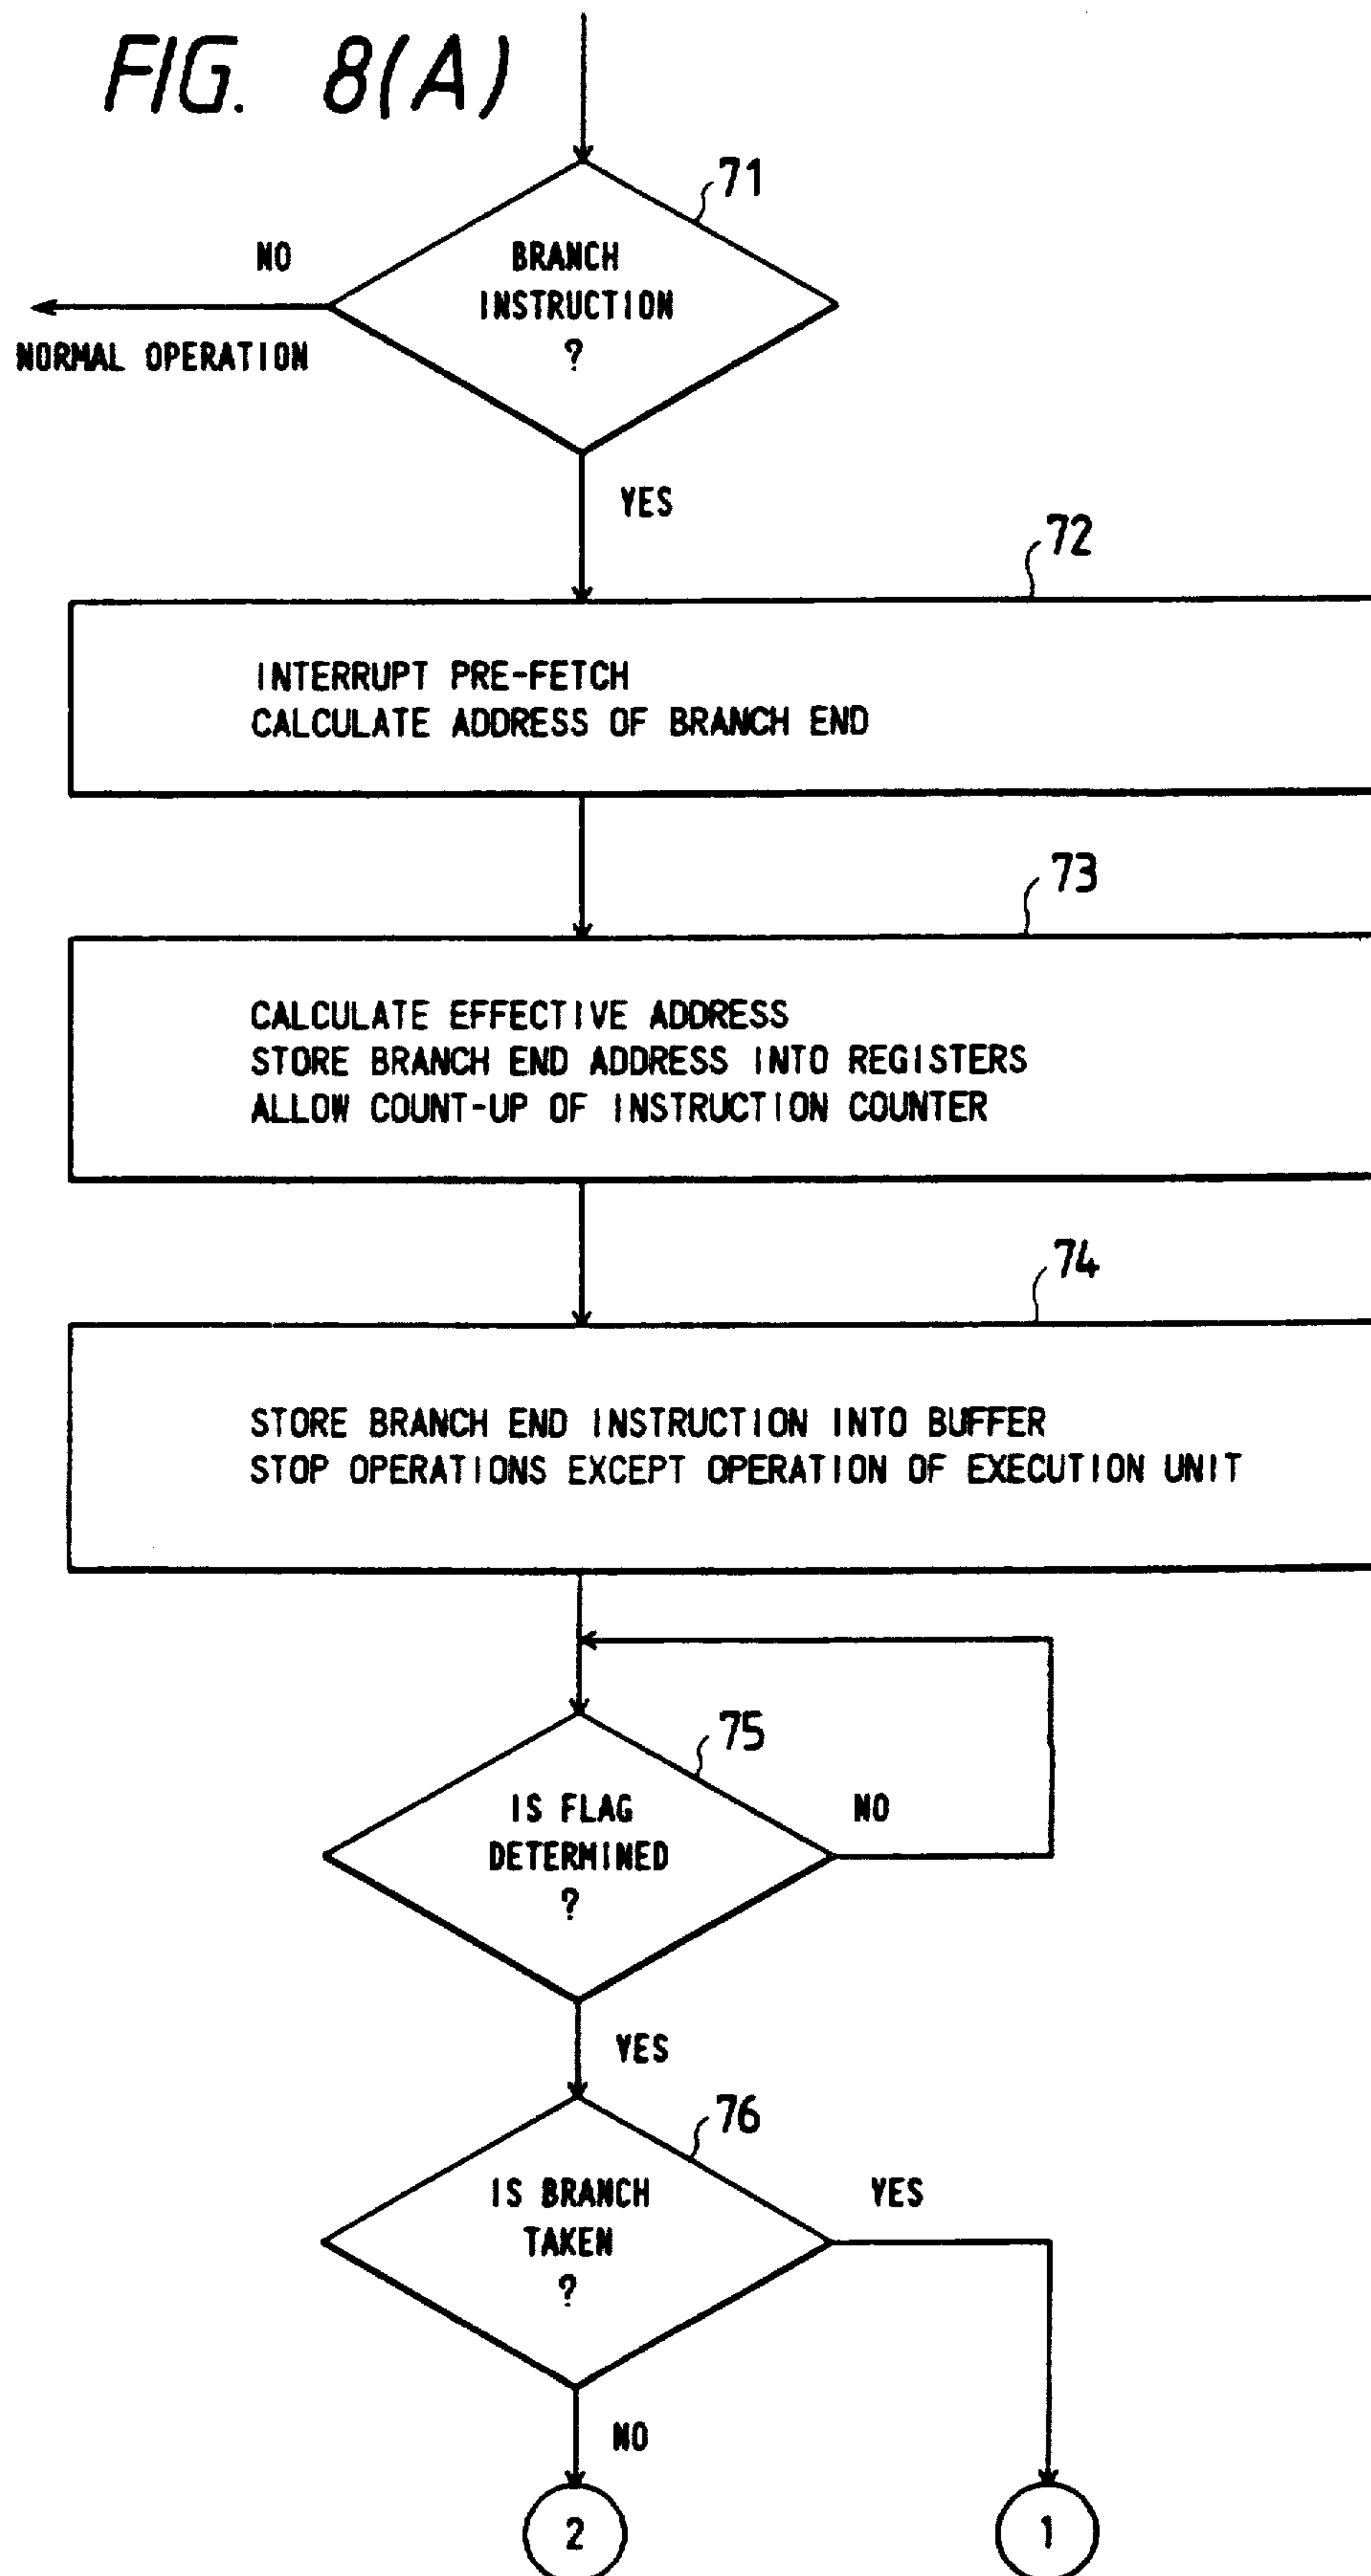 FIG. 8(A)
71
NO
BRANCH
INSTRUCTION
?
NORMAL OPERATION
YES
72
INTERRUPT PRE-FETCH
CALCULATE ADDRESS OF BRANCH END
73
CALCULATE EFFECTIVE ADDRESS
STORE BRANCH END ADDRESS INTO REGISTERS
ALLOW COUNT-UP OF INSTRUCTION COUNTER
74
STORE BRANCH END INSTRUCTION INTO BUFFER
STOP OPERATIONS EXCEPT OPERATION OF EXECUTION UNIT
75
IS FLAG
DETERMINED
?
NO
YES
76
IS BRANCH
TAKEN
?
YES
NO
2
1